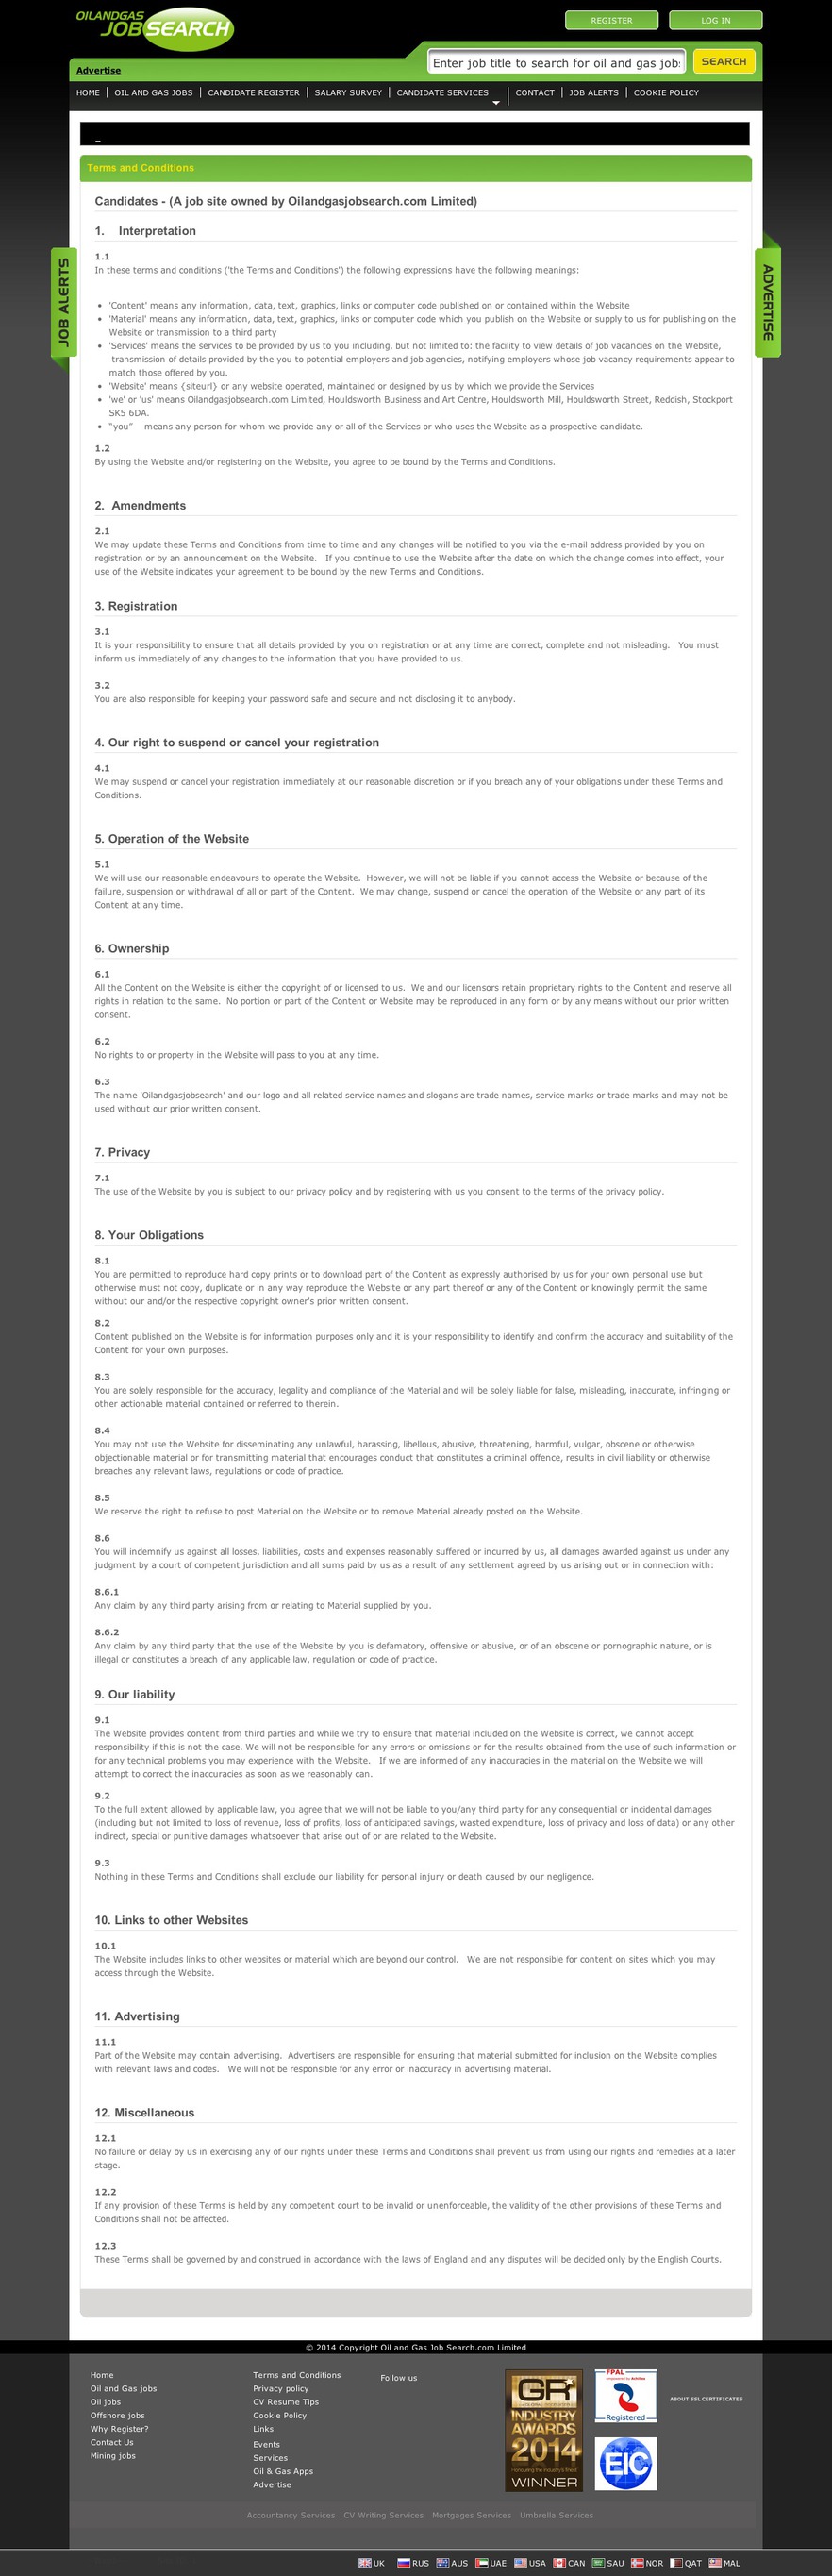 OILANDGAS
JOBSEARCH
REGISTER
LOG IN
Enter job title to search for oil and gas job
SEARCH
Advertise
HOME
OIL AND GAS JOBS
CANDIDATE REGISTER
SALARY SURVEY
CANDIDATE SERVICES
CONTACT
JOB ALERTS
COOKIE POLICY
JOB ALERTS
ADVERTISE
Terms and Conditions
Candidates - (A job site owned by Oilandgasjobsearch.com Limited)
1. Interpretation
1.1
In these terms and conditions ('the Terms and Conditions') the following expressions have the following meanings:
• 'Content' means any information, data, text, graphics, links or computer code published on or contained within the Website
• 'Material' means any information, data, text, graphics, links or computer code which you publish on the Website or supply to us for publishing on the
Website or transmission to a third party
• 'Services' means the services to be provided by us to you including, but not limited to: the facility to view details of job vacancies on the Website,
transmission of details provided by the you to potential employers and job agencies, notifying employers whose job vacancy requirements appear to
match those offered by you.
• 'Website' means {siteurl} or any website operated, maintained or designed by us by which we provide the Services
• 'we' or 'us' means Oilandgasjobsearch.com Limited, Houldsworth Business and Art Centre, Houldsworth Mill, Houldsworth Street, Reddish, Stockport
SK5 6DA.
• “you” means any person for whom we provide any or all of the Services or who uses the Website as a prospective candidate.
1.2
By using the Website and/or registering on the Website, you agree to be bound by the Terms and Conditions.
2. Amendments
2.1
We may update these Terms and Conditions from time to time and any changes will be notified to you via the e-mail address provided by you on
registration or by an announcement on the Website. If you continue to use the Website after the date on which the change comes into effect, your
use of the Website indicates your agreement to be bound by the new Terms and Conditions.
3. Registration
3.1
It is your responsibility to ensure that all details provided by you on registration or at any time are correct, complete and not misleading. You must
inform us immediately of any changes to the information that you have provided to us.
3.2
You are also responsible for keeping your password safe and secure and not disclosing it to anybody.
4. Our right to suspend or cancel your registration
4.1
We may suspend or cancel your registration immediately at our reasonable discretion or if you breach any of your obligations under these Terms and
Conditions.
5. Operation of the Website
5.1
We will use our reasonable endeavours to operate the Website. However, we will not be liable if you cannot access the Website or because of the
failure, suspension or withdrawal of all or part of the Content. We may change, suspend or cancel the operation of the Website or any part of its
Content at any time.
6. Ownership
6.1
All the Content on the Website is either the copyright of or licensed to us. We and our licensors retain proprietary rights to the Content and reserve all
rights in relation to the same. No portion or part of the Content or Website may be reproduced in any form or by any means without our prior written
consent.
6.2
No rights to or property in the Website will pass to you at any time.
6.3
The name 'Oilandgasjobsearch' and our logo and all related service names and slogans are trade names, service marks or trade marks and may not be
used without our prior written consent.
7. Privacy
7.1
The use of the Website by you is subject to our privacy policy and by registering with us you consent to the terms of the privacy policy.
8. Your Obligations
8.1
You are permitted to reproduce hard copy prints or to download part of the Content as expressly authorised by us for your own personal use but
otherwise must not copy, duplicate or in any way reproduce the Website or any part thereof or any of the Content or knowingly permit the same
without our and/or the respective copyright owner's prior written consent.
8.2
Content published on the Website is for information purposes only and it is your responsibility to identify and confirm the accuracy and suitability of the
Content for your own purposes.
8.3
You are solely responsible for the accuracy, legality and compliance of the Material and will be solely liable for false, misleading, inaccurate, infringing or
other actionable material contained or referred to therein.
8.4
You may not use the Website for disseminating any unlawful, harassing, libellous, abusive, threatening, harmful, vulgar, obscene or otherwise
objectionable material or for transmitting material that encourages conduct that constitutes a criminal offence, results in civil liability or otherwise
breaches any relevant laws, regulations or code of practice.
8.5
We reserve the right to refuse to post Material on the Website or to remove Material already posted on the Website.
8.6
You will indemnify us against all losses, liabilities, costs and expenses reasonably suffered or incurred by us, all damages awarded against us under any
judgment by a court of competent jurisdiction and all sums paid by us as a result of any settlement agreed by us arising out or in connection with:
8.6.1
Any claim by any third party arising from or relating to Material supplied by you.
8.6.2
Any claim by any third party that the use of the Website by you is defamatory, offensive or abusive, or of an obscene or pornographic nature, or is
illegal or constitutes a breach of any applicable law, regulation or code of practice.
9. Our liability
9.1
The Website provides content from third parties and while we try to ensure that material included on the Website is correct, we cannot accept
responsibility if this is not the case. We will not be responsible for any errors or omissions or for the results obtained from the use of such information or
for any technical problems you may experience with the Website. If we are informed of any inaccuracies in the material on the Website we will
attempt to correct the inaccuracies as soon as we reasonably can.
9.2
To the full extent allowed by applicable law, you agree that we will not be liable to you/any third party for any consequential or incidental damages
(including but not limited to loss of revenue, loss of profits, loss of anticipated savings, wasted expenditure, loss of privacy and loss of data) or any other
indirect, special or punitive damages whatsoever that arise out of or are related to the Website.
9.3
Nothing in these Terms and Conditions shall exclude our liability for personal injury or death caused by our negligence.
10. Links to other Websites
10.1
The Website includes links to other websites or material which are beyond our control. We are not responsible for content on sites which you may
access through the Website.
11. Advertising
11.1
Part of the Website may contain advertising. Advertisers are responsible for ensuring that material submitted for inclusion on the Website complies
with relevant laws and codes. We will not be responsible for any error or inaccuracy in advertising material.
12. Miscellaneous
12.1
No failure or delay by us in exercising any of our rights under these Terms and Conditions shall prevent us from using our rights and remedies at a later
stage.
12.2
If any provision of these Terms is held by any competent court to be invalid or unenforceable, the validity of the other provisions of these Terms and
Conditions shall not be affected.
12.3
These Terms shall be governed by and construed in accordance with the laws of England and any disputes will be decided only by the English Courts.
© 2014 Copyright Oil and Gas Job Search.com Limited
Home
Oil and Gas jobs
Oil jobs
Offshore jobs
Why Register?
Contact Us
Mining jobs
Terms and Conditions
Privacy policy
CV Resume Tips
Cookie Policy
Links
Events
Services
Oil & Gas Apps
Advertise
Follow us
GR
INDUSTRY
AWARDS
2014
WINNER
FPAL
Registered
EIC
ABOUT SSL CERTIFICATES
Accountancy Services CV Writing Services Mortgages Services Umbrella Services
UK RUS AUS UAE USA CAN SAU NOR QAT MAL